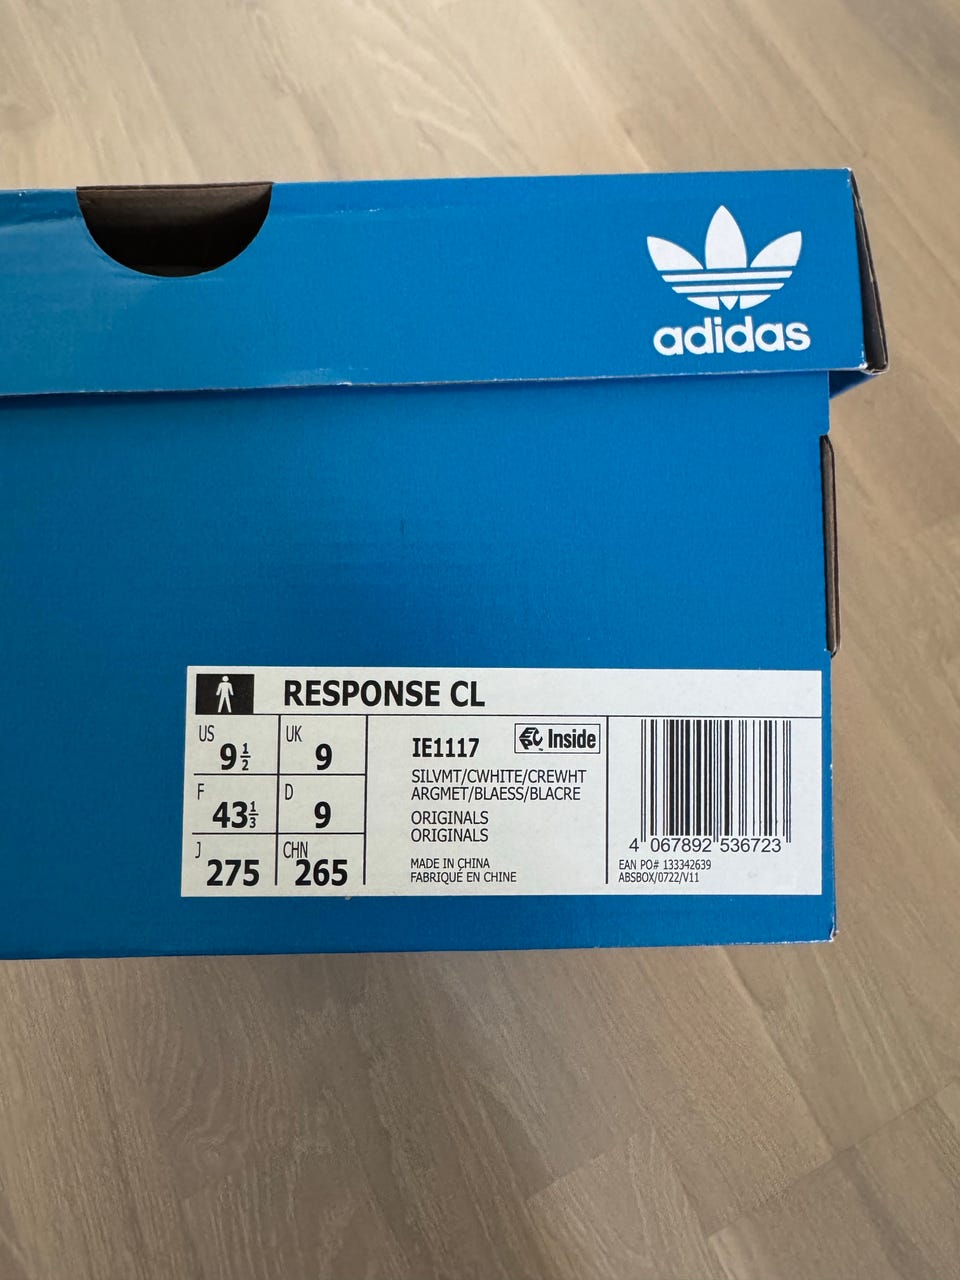 adidas
RESPONSE CL
US 9 1/2
UK 9
F 43 1/3
D 9
J 275
CHN 265
IE1117
Inside
SILVMT/CWHITE/CREWHT
ARGMET/BLAESS/BLACRE
ORIGINALS
ORIGINALS
MADE IN CHINA
FABRIQUÉ EN CHINE
4 067892 536723
EAN PO# 133342639
ABSBOX/0722/V11